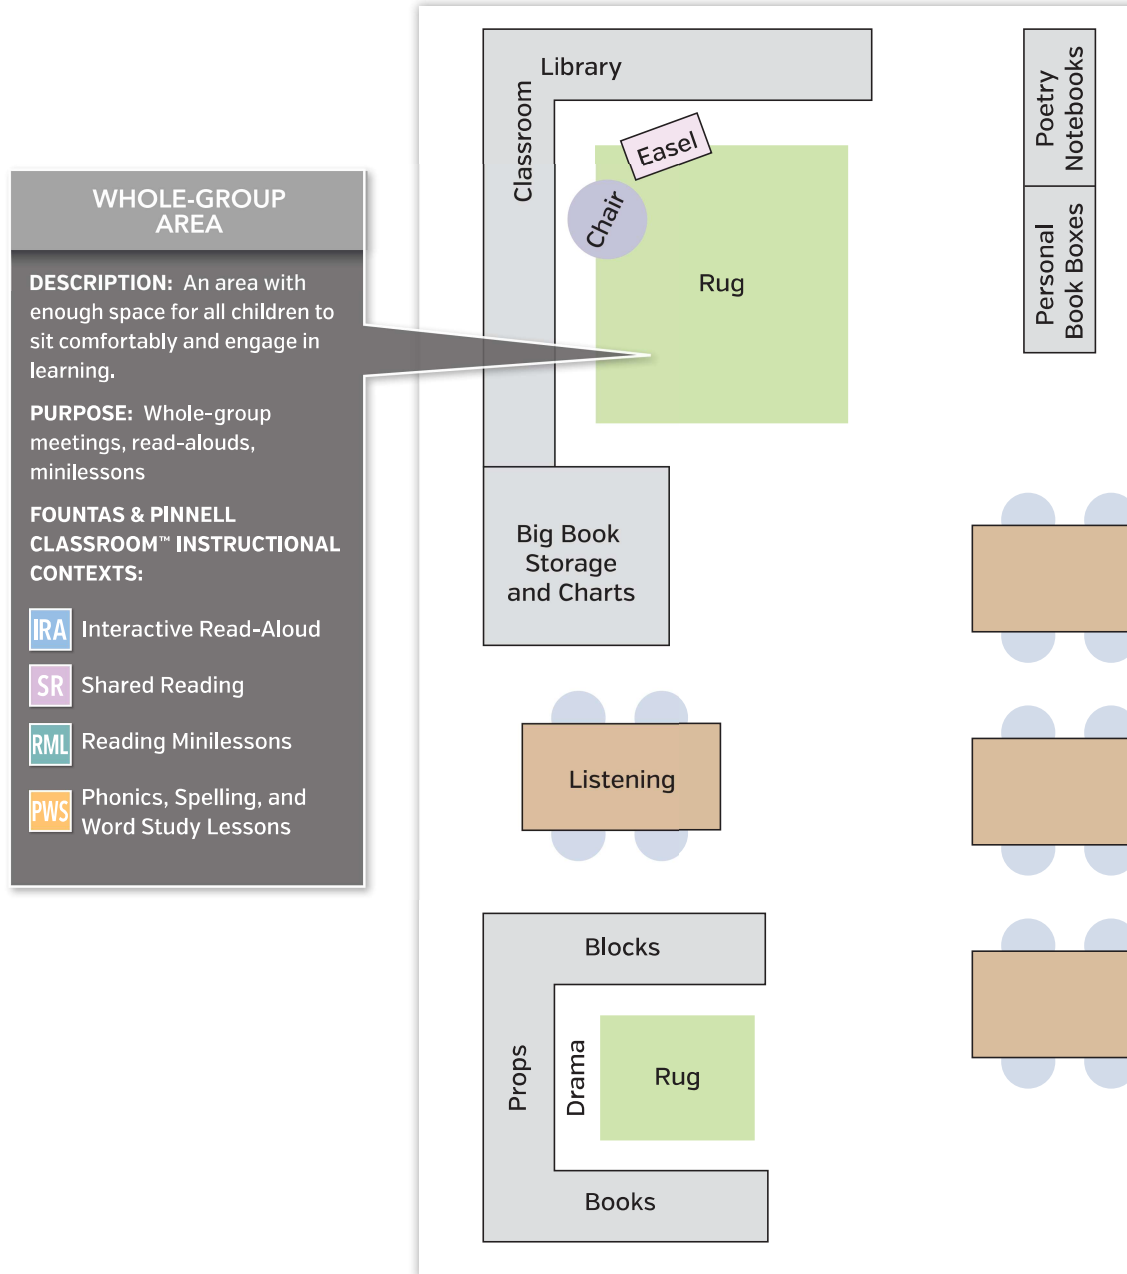 WHOLE-GROUP
AREA
DESCRIPTION: An area with
enough space for all children to
sit comfortably and engage in
learning.
PURPOSE: Whole-group
meetings, read-alouds,
minilessons
FOUNTAS & PINNELL
CLASSROOM™ INSTRUCTIONAL
CONTEXTS:
IRA Interactive Read-Aloud
SR Shared Reading
RML Reading Minilessons
PWS Phonics, Spelling, and
Word Study Lessons
Classroom
Library
Easel
Chair
Rug
Big Book
Storage
and Charts
Listening
Blocks
Props
Drama
Rug
Books
Poetry
Notebooks
Personal
Book Boxes